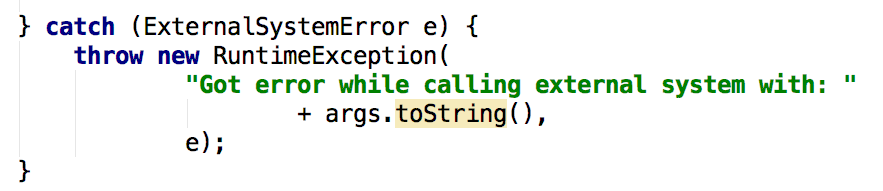 } catch (ExternalSystemError e) {
throw new RuntimeException(
"Got error while calling external system with: "
+ args.toString(),
e);
}